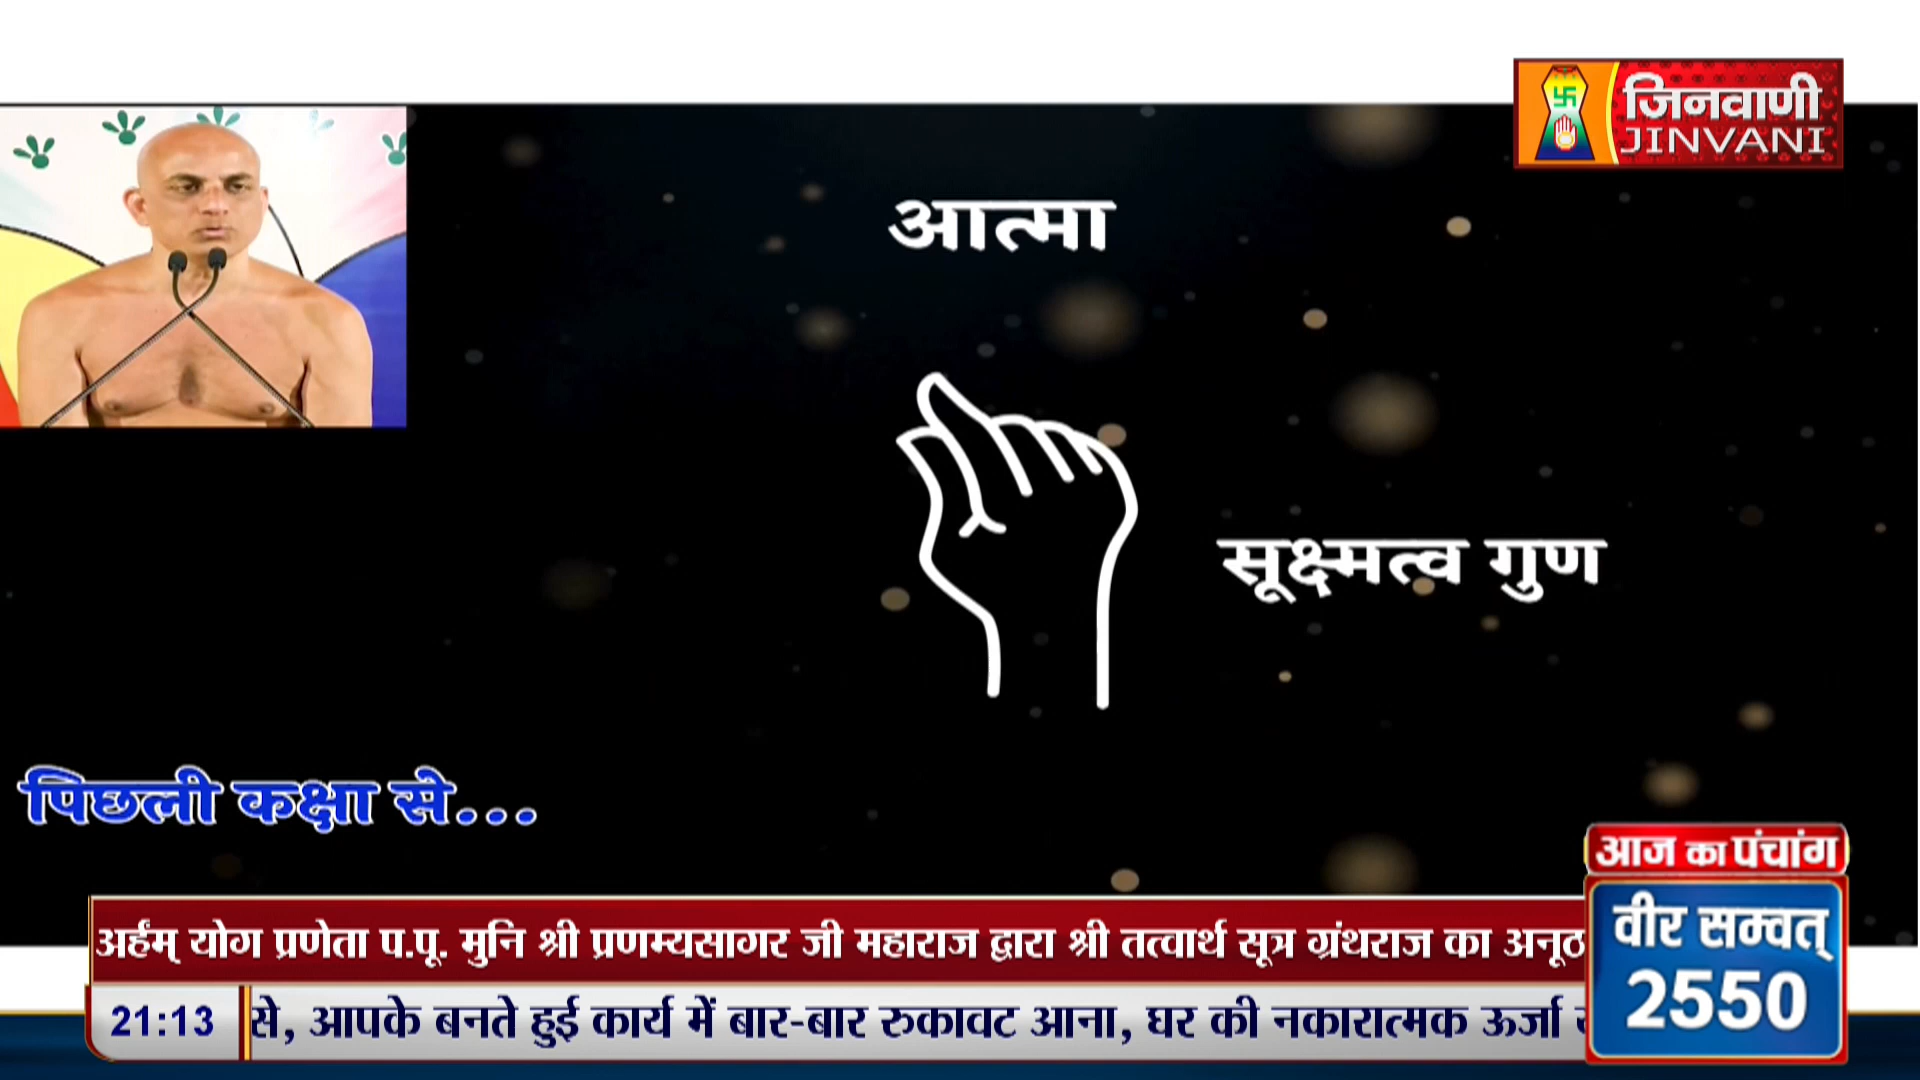 जिनवाणी
JINVANI
आत्मा
सूक्ष्मत्व गुण
पिछली कक्षा से...
आज का पंचांग
वीर सम्वत्
2550
अर्हंम् योग प्रणेता प.पू. मुनि श्री प्रणम्यसागर जी महाराज द्वारा श्री तत्वार्थ सूत्र ग्रंथराज का अनूठ
21:13
से, आपके बनते हुई कार्य में बार-बार रुकावट आना, घर की नकारात्मक ऊर्जा